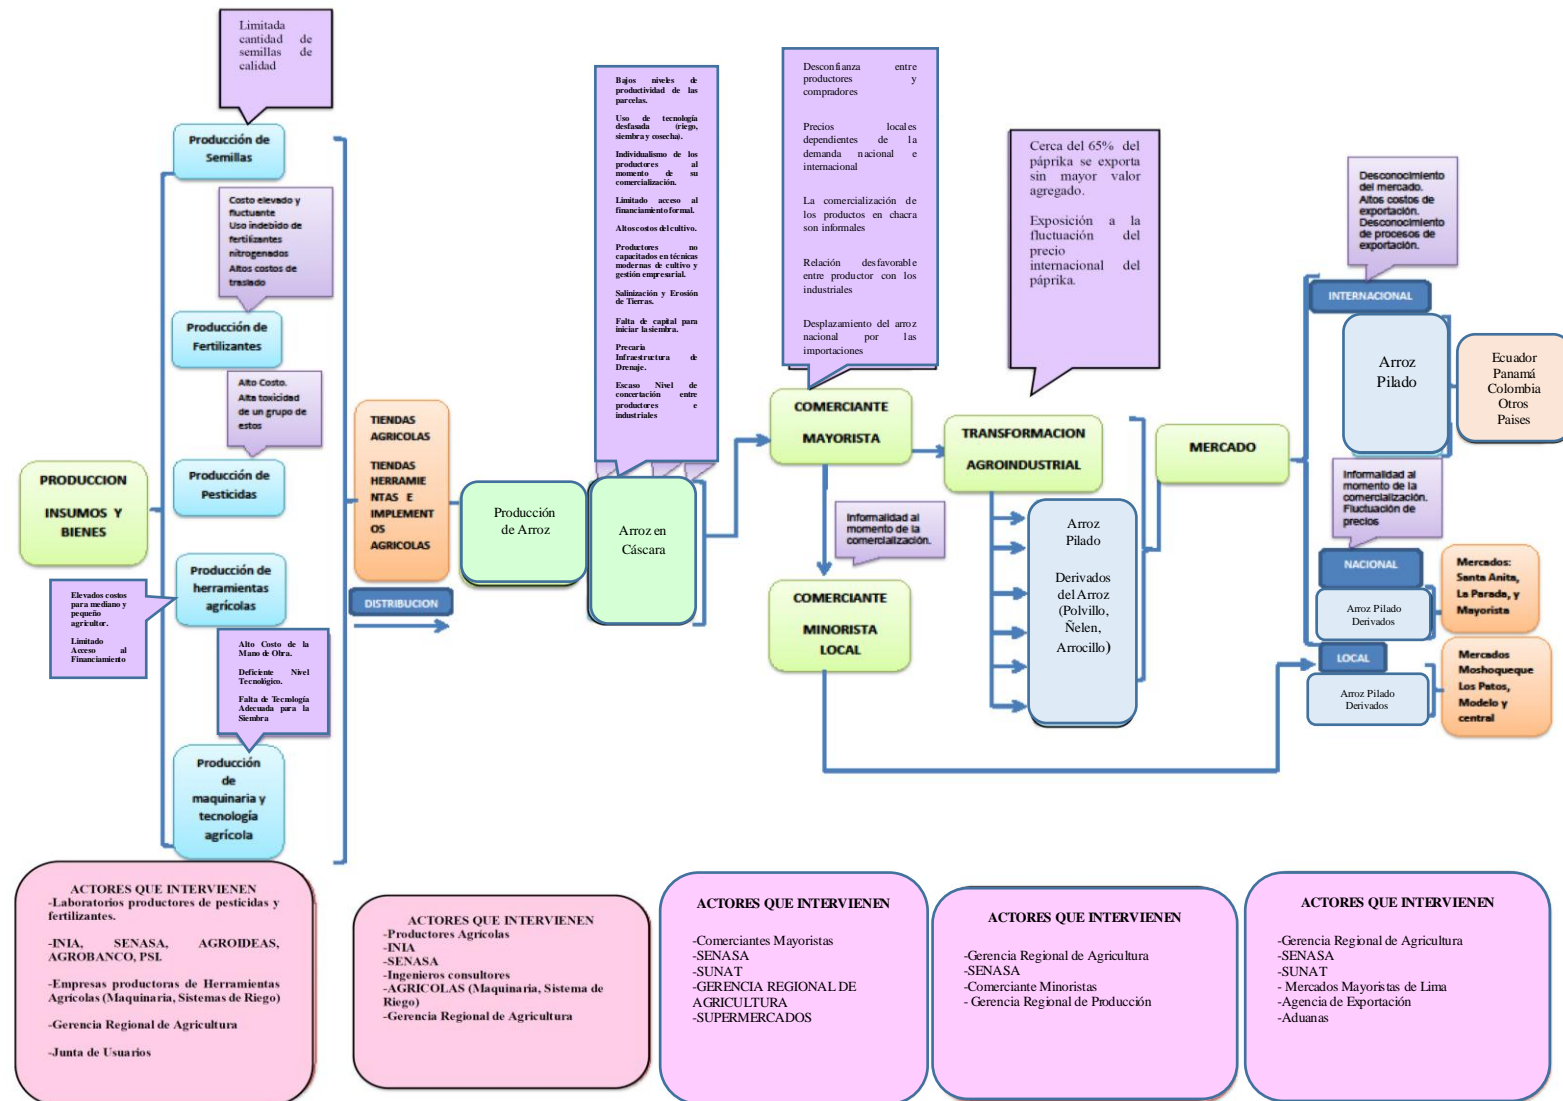 Limitada
cantidad de
semillas de
calidad
Producción de
Semillas
Costo elevado y
fluctuante
Uso indebido de
fertilizantes
nitrogenados
Altos costos de
traslado
Producción de
Fertilizantes
Alto Costo.
Alta toxicidad
de un grupo de
estos
PRODUCCION
INSUMOS Y
BIENES
Producción de
Pesticidas
Producción de
herramientas
agrícolas
Elevados costos
para mediano y
pequeño
agricultor.
Limitado
Acceso al
Financiamiento
Alto Costo de la
Mano de Obra.
Deficiente Nivel
Tecnológico.
Falta de Tecnología
Adecuada para la
Siembra
Producción
de
maquinaria y
tecnología
agrícola
TIENDAS
AGRICOLAS
TIENDAS
HERRAMIE
NTAS E
IMPLEMENT
OS
AGRICOLAS
DISTRIBUCION
Producción
de Arroz
Bajos niveles de
productividad de las
parcelas.
Uso de tecnología
desfasada (riego,
siembra y cosecha).
Individualismo de los
productores al
momento de su
comercialización.
Limitado acceso al
financiamiento formal.
Altos costos del cultivo.
Productores no
capacitados en técnicas
modernas de cultivo y
gestión empresarial.
Salinización y Erosión
de Tierras.
Falta de capital para
iniciar la siembra.
Precaria
Infraestructura de
Drenaje.
Escaso Nivel de
concertación entre
productores e
industriales
Arroz en
Cáscara
Desconfianza entre
productores y
compradores
Precios locales
dependientes de la
demanda nacional e
internacional
La comercialización de
los productos en chacra
son informales
Relación desfavorable
entre productor con los
industriales
Desplazamiento del arroz
nacional por las
importaciones
COMERCIANTE
MAYORISTA
Informalidad al
momento de la
comercialización.
COMERCIANTE
MINORISTA
LOCAL
Cerca del 65% del
páprika se exporta
sin mayor valor
agregado.
Exposición a la
fluctuación del
precio
internacional del
páprika.
TRANSFORMACION
AGROINDUSTRIAL
Arroz
Pilado
Derivados
del Arroz
(Polvillo,
Ñelen,
Arrocillo)
MERCADO
Desconocimiento
del mercado.
Altos costos de
exportación.
Desconocimiento
de procesos de
exportación.
INTERNACIONAL
Arroz
Pilado
Ecuador
Panamá
Colombia
Otros
Paises
Informalidad al
momento de la
comercialización.
Fluctuación de
precios
NACIONAL
Arroz Pilado
Derivados
Mercados:
Santa Anita,
La Parada, y
Mayorista
LOCAL
Arroz Pilado
Derivados
Mercados
Moshoqueque
Los Patos,
Modelo y
central
ACTORES QUE INTERVIENEN
-Laboratorios productores de pesticidas y
fertilizantes.
-INIA, SENASA, AGROIDEAS,
AGROBANCO, PSI.
-Empresas productoras de Herramientas
Agrícolas (Maquinaria, Sistemas de Riego)
-Gerencia Regional de Agricultura
-Junta de Usuarios
ACTORES QUE INTERVIENEN
-Productores Agrícolas
-INIA
-SENASA
-Ingenieros consultores
-AGRICOLAS (Maquinaria, Sistema de
Riego)
-Gerencia Regional de Agricultura
ACTORES QUE INTERVIENEN
-Comerciantes Mayoristas
-SENASA
-SUNAT
-GERENCIA REGIONAL DE
AGRICULTURA
-SUPERMERCADOS
ACTORES QUE INTERVIENEN
-Gerencia Regional de Agricultura
-SENASA
-Comerciante Minoristas
- Gerencia Regional de Producción
ACTORES QUE INTERVIENEN
-Gerencia Regional de Agricultura
-SENASA
-SUNAT
- Mercados Mayoristas de Lima
-Agencia de Exportación
-Aduanas